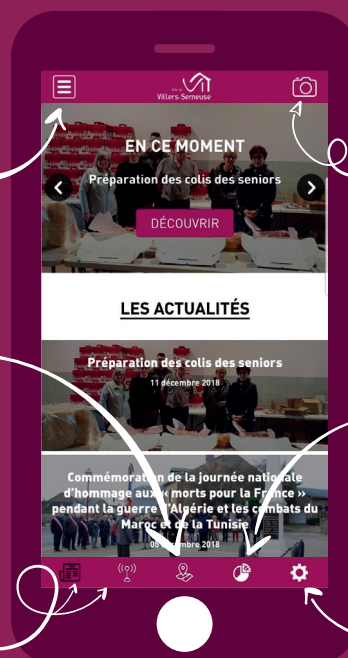 VILLE DE
Villers-Semeuse
EN CE MOMENT
Préparation des colis des seniors
DÉCOUVRIR
LES ACTUALITÉS
Préparation des colis des seniors
11 décembre 2018
Commémoration de la journée nationale
d'hommage aux « morts pour la France »
pendant la guerre d'Algérie et les combats du
Maroc et de la Tunisie
05 décembre 2018